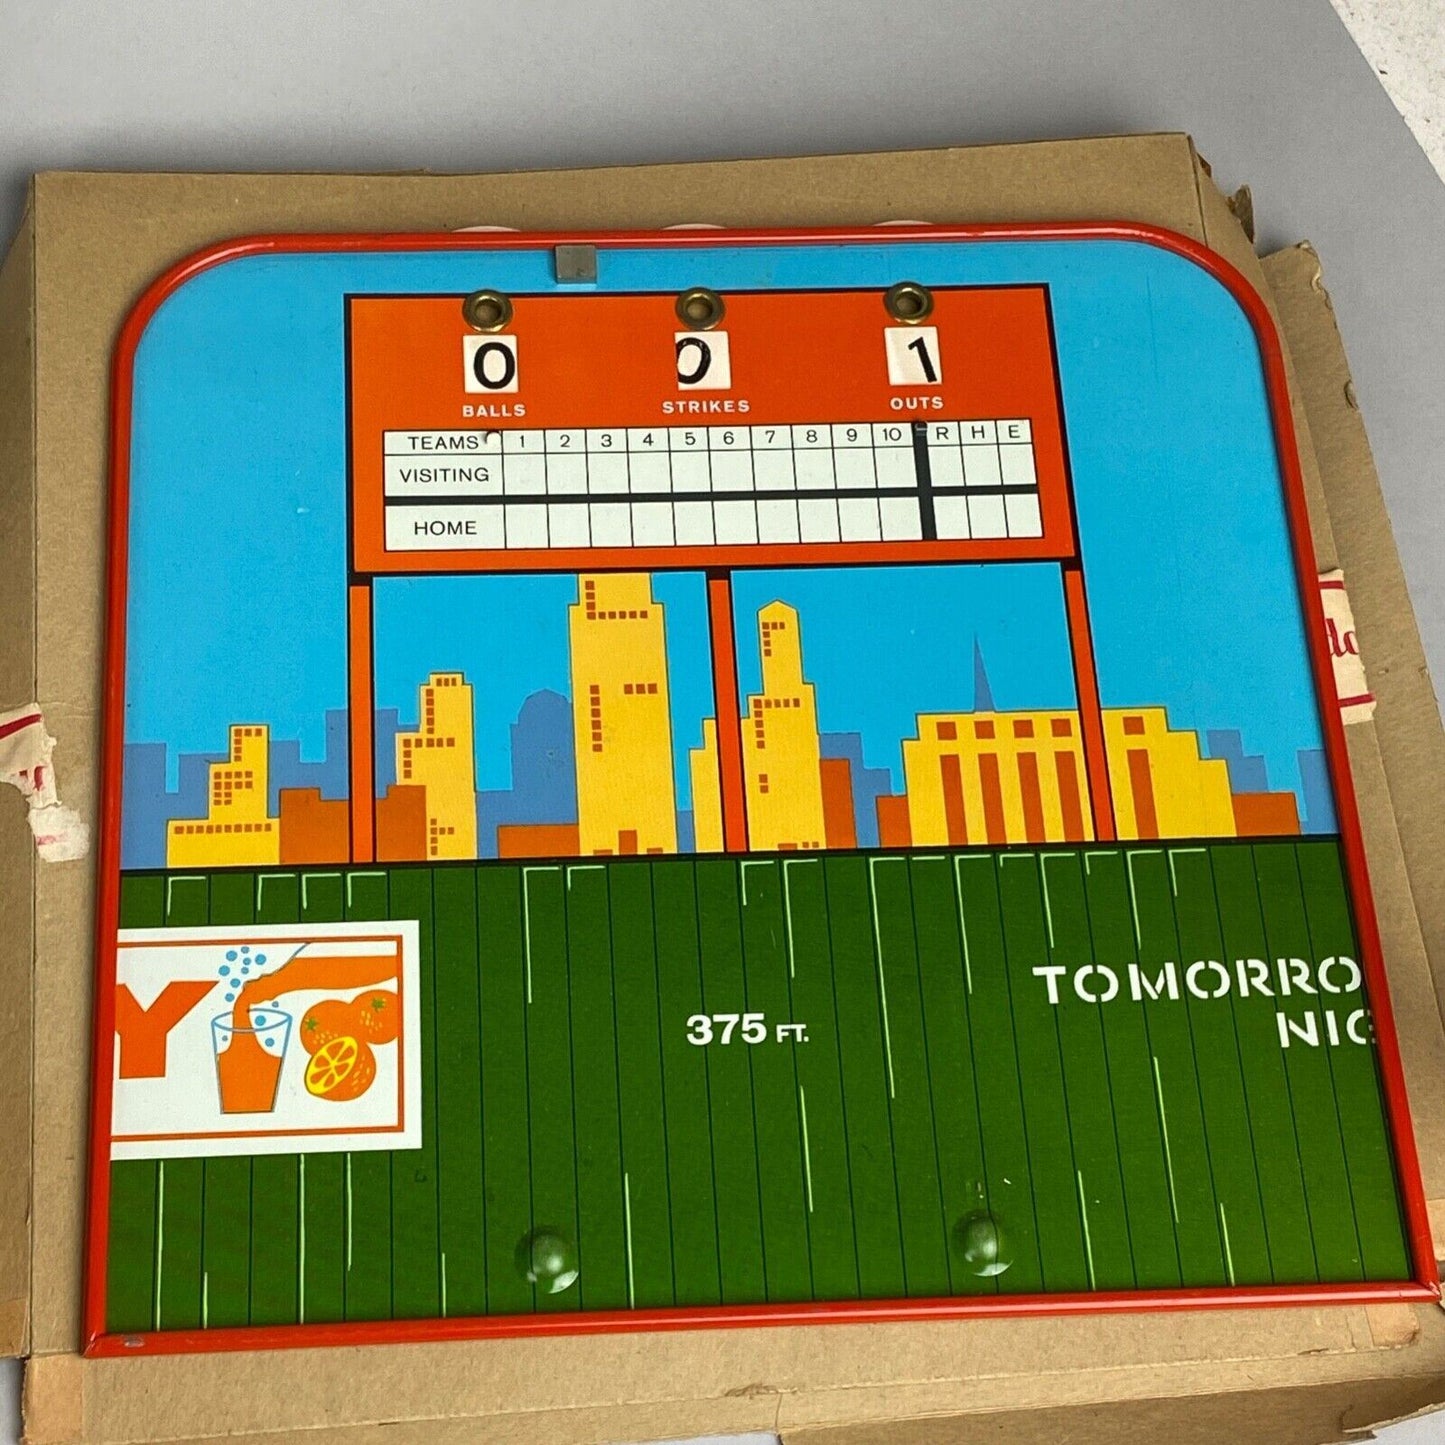 0 0 1
BALLS STRIKES OUTS
TEAMS 1 2 3 4 5 6 7 8 9 10 R H E
VISITING
HOME
TOMORRO
375 FT.
NIG
Y
do